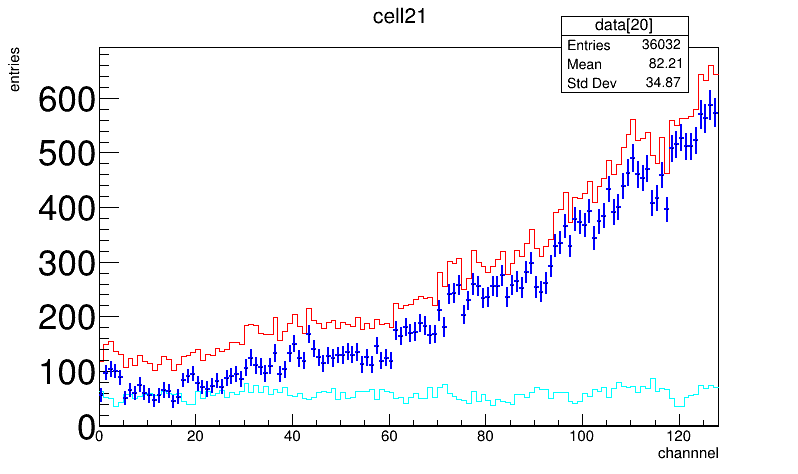 cell21
data[20]
Entries 36032
Mean 82.21
Std Dev 34.87
entries
600
500
400
300
200
100
0
0 20 40 60 80 100 120
channnel